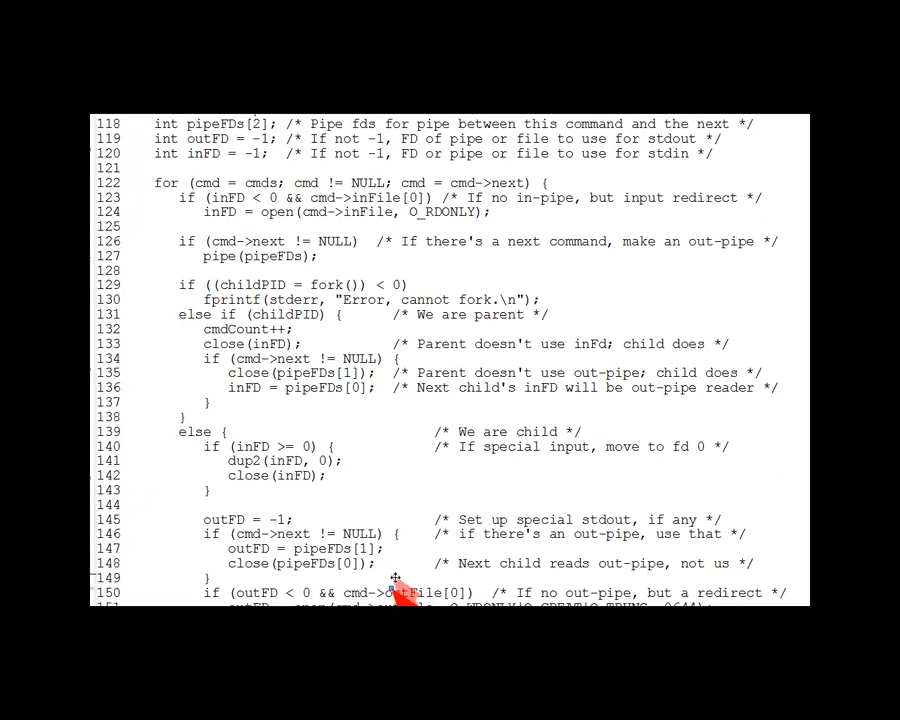 118    int pipeFDs[2]; /* Pipe fds for pipe between this command and the next */
119    int outFD = -1; /* If not -1, FD of pipe or file to use for stdout */
120    int inFD = -1;  /* If not -1, FD or pipe or file to use for stdin */
121
122    for (cmd = cmds; cmd != NULL; cmd = cmd->next) {
123       if (inFD < 0 && cmd->inFile[0]) /* If no in-pipe, but input redirect */
124          inFD = open(cmd->inFile, O_RDONLY);
125
126       if (cmd->next != NULL)  /* If there's a next command, make an out-pipe */
127          pipe(pipeFDs);
128
129       if ((childPID = fork()) < 0)
130          fprintf(stderr, "Error, cannot fork.\n");
131       else if (childPID) {      /* We are parent */
132          cmdCount++;
133          close(inFD);           /* Parent doesn't use inFd; child does */
134          if (cmd->next != NULL) {
135             close(pipeFDs[1]);  /* Parent doesn't use out-pipe; child does */
136             inFD = pipeFDs[0];  /* Next child's inFD will be out-pipe reader */
137          }
138       }
139       else {                         /* We are child */
140          if (inFD >= 0) {            /* If special input, move to fd 0 */
141             dup2(inFD, 0);
142             close(inFD);
143          }
144
145          outFD = -1;                 /* Set up special stdout, if any */
146          if (cmd->next != NULL) {    /* if there's an out-pipe, use that */
147             outFD = pipeFDs[1];
148             close(pipeFDs[0]);       /* Next child reads out-pipe, not us */
149          }
150          if (outFD < 0 && cmd->outFile[0])  /* If no out-pipe, but a redirect */